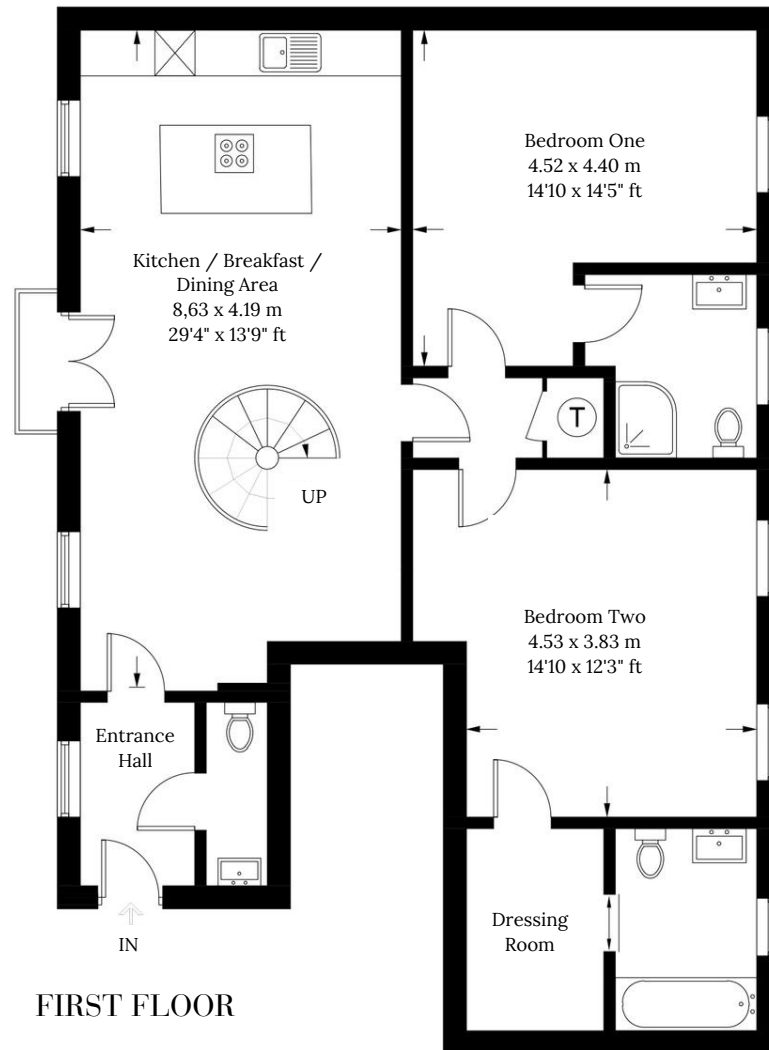 Bedroom One
4.52 x 4.40 m
14'10 x 14'5" ft
Kitchen / Breakfast /
Dining Area
8,63 x 4.19 m
29'4" x 13'9" ft
T
UP
Bedroom Two
4.53 x 3.83 m
14'10 x 12'3" ft
Entrance
Hall
Dressing
Room
IN
FIRST FLOOR